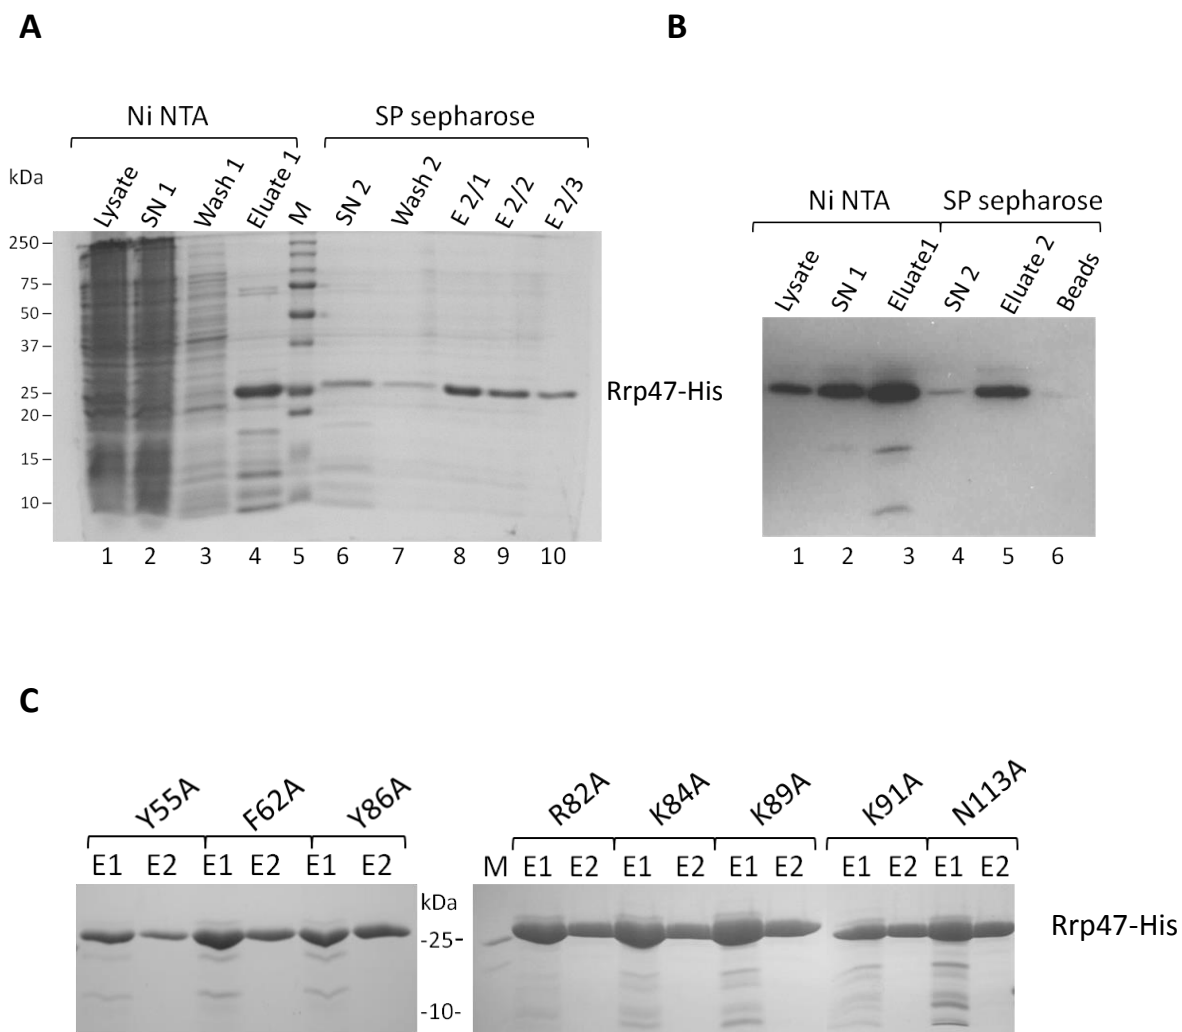 A
B
Ni NTA
SP sepharose
kDa
Lysate
SN 1
Wash 1
Eluate 1
M
SN 2
Wash 2
E 2/1
E 2/2
E 2/3
250
75
50
37
25
20
15
10
Rrp47-His
1 2 3 4 5 6 7 8 9 10
Ni NTA
SP sepharose
Lysate
SN 1
Eluate1
SN 2
Eluate 2
Beads
1 2 3 4 5 6
C
Y55A
F62A
Y86A
E1 E2 E1 E2 E1 E2
kDa
-25-
-10-
R82A
K84A
K89A
K91A
N113A
M E1 E2 E1 E2 E1 E2 E1 E2 E1 E2
Rrp47-His